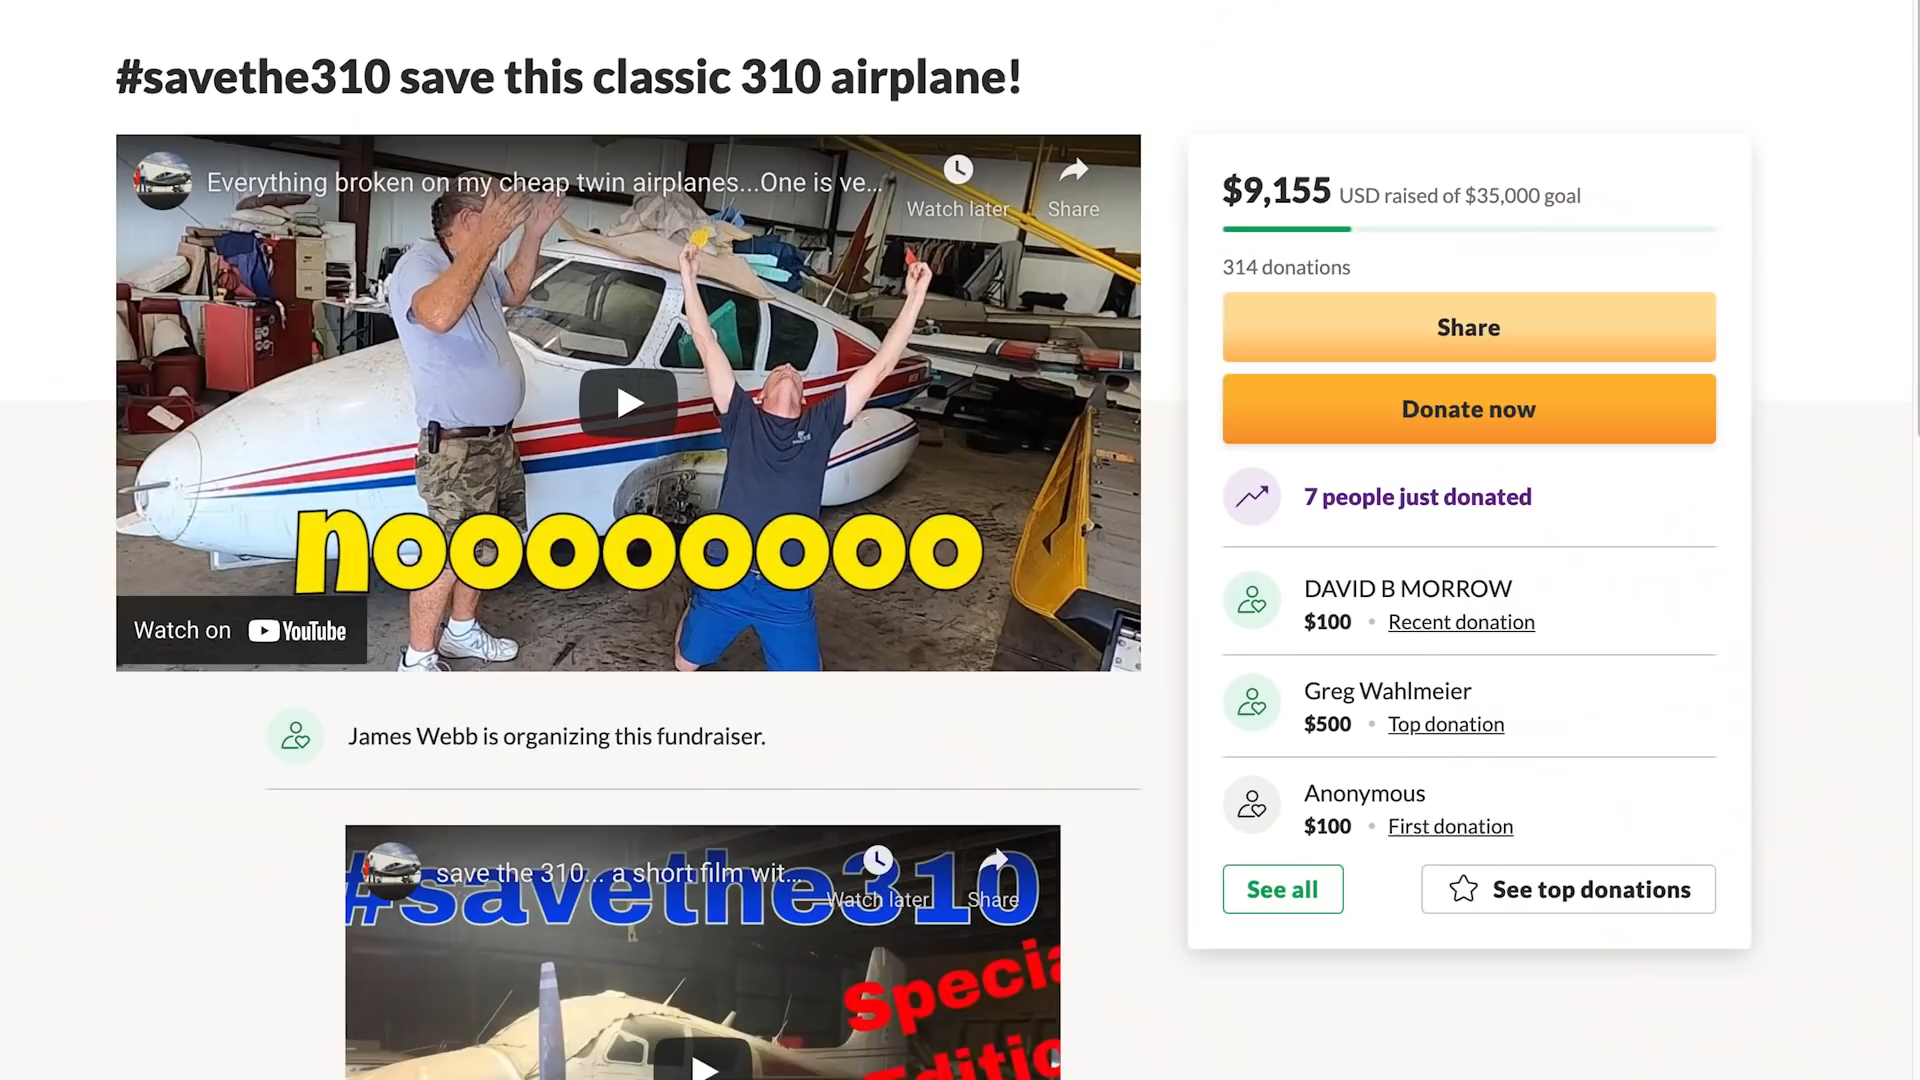 #savethe310 save this classic 310 airplane!
Everything broken on my cheap twin airplanes...One is ve...
Watch later
Share
noooooooo
Watch on YouTube
James Webb is organizing this fundraiser.
#savethe310
save the 310... a short film wit...
Watch later
Share
Specia
Editio
$9,155 USD raised of $35,000 goal
314 donations
Share
Donate now
7 people just donated
DAVID B MORROW
$100 • Recent donation
Greg Wahlmeier
$500 • Top donation
Anonymous
$100 • First donation
See all
See top donations